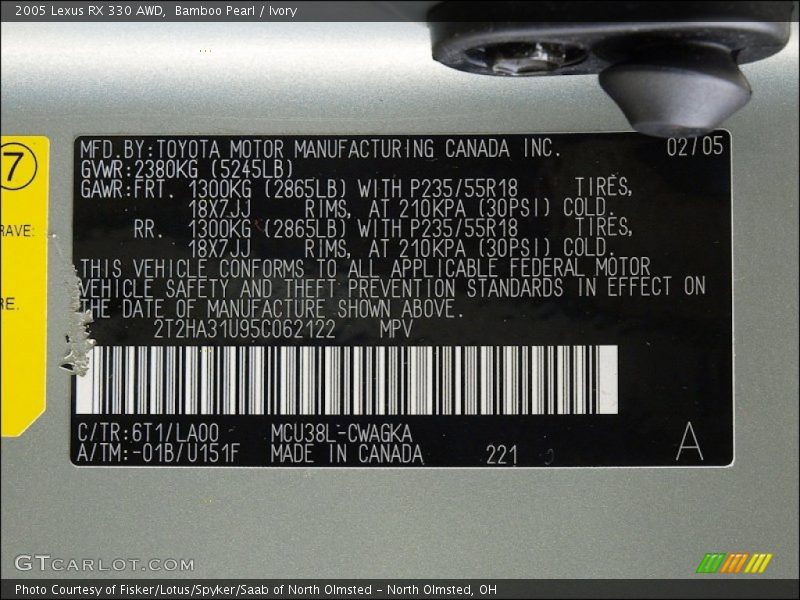 2005 Lexus RX 330 AWD, Bamboo Pearl / Ivory
7
RAVE:
RE.
MFD.BY:TOYOTA MOTOR MANUFACTURING CANADA INC. 02/05
GVWR:2380KG (5245LB)
GAWR:FRT. 1300KG (2865LB) WITH P235/55R18 TIRES,
18X7JJ RIMS, AT 210KPA (30PSI) COLD.
RR. 1300KG (2865LB) WITH P235/55R18 TIRES,
18X7JJ RIMS, AT 210KPA (30PSI) COLD.
THIS VEHICLE CONFORMS TO ALL APPLICABLE FEDERAL MOTOR
VEHICLE SAFETY AND THEFT PREVENTION STANDARDS IN EFFECT ON
THE DATE OF MANUFACTURE SHOWN ABOVE.
2T2HA31U95C062122 MPV
C/TR:6T1/LA00 MCU38L-CWAGKA
A/TM:-01B/U151F MADE IN CANADA 221 A
GTCARLOT.COM
Photo Courtesy of Fisker/Lotus/Spyker/Saab of North Olmsted - North Olmsted, OH